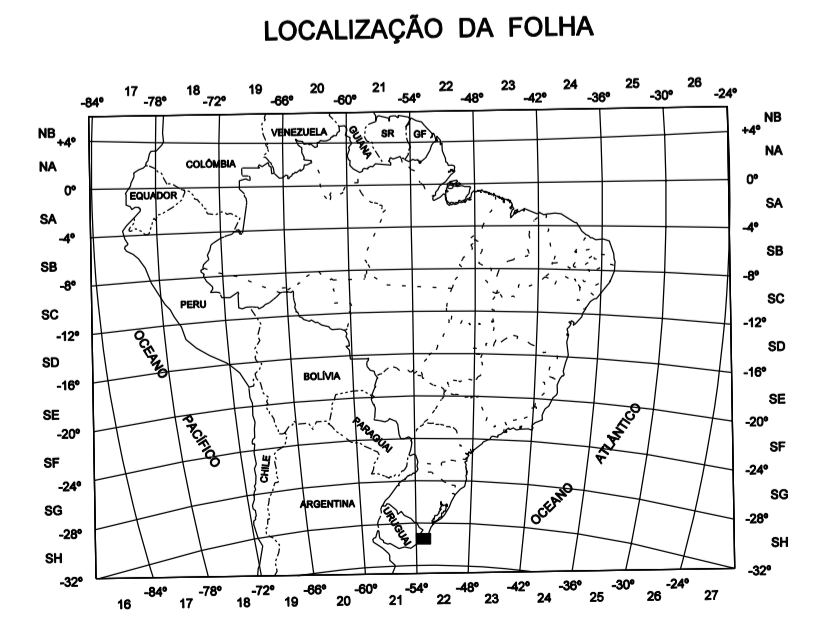 LOCALIZAÇÃO DA FOLHA
17 18 19 20 21 22 23 24 25 26
-84° -78° -72° -66° -60° -54° -48° -42° -36° -30° -24°
NB VENEZUELA GUIANA SR GF NB
+4° +4°
NA COLÔMBIA NA
0° EQUADOR 0°
SA SA
-4° -4°
SB SB
-8° -8°
PERU
SC SC
-12° -12°
OCEANO
SD SD
BOLÍVIA
-16° -16°
SE SE
PACÍFICO PARAGUAI ATLÂNTICO
-20° -20°
SF CHILE SF
-24° -24°
SG ARGENTINA URUGUAI OCEANO SG
-28° -28°
SH SH
-32° -32°
-84° -78° -72° -66° -60° -54° -48° -42° -36° -30° -24°
16 17 18 19 20 21 22 23 24 25 26 27